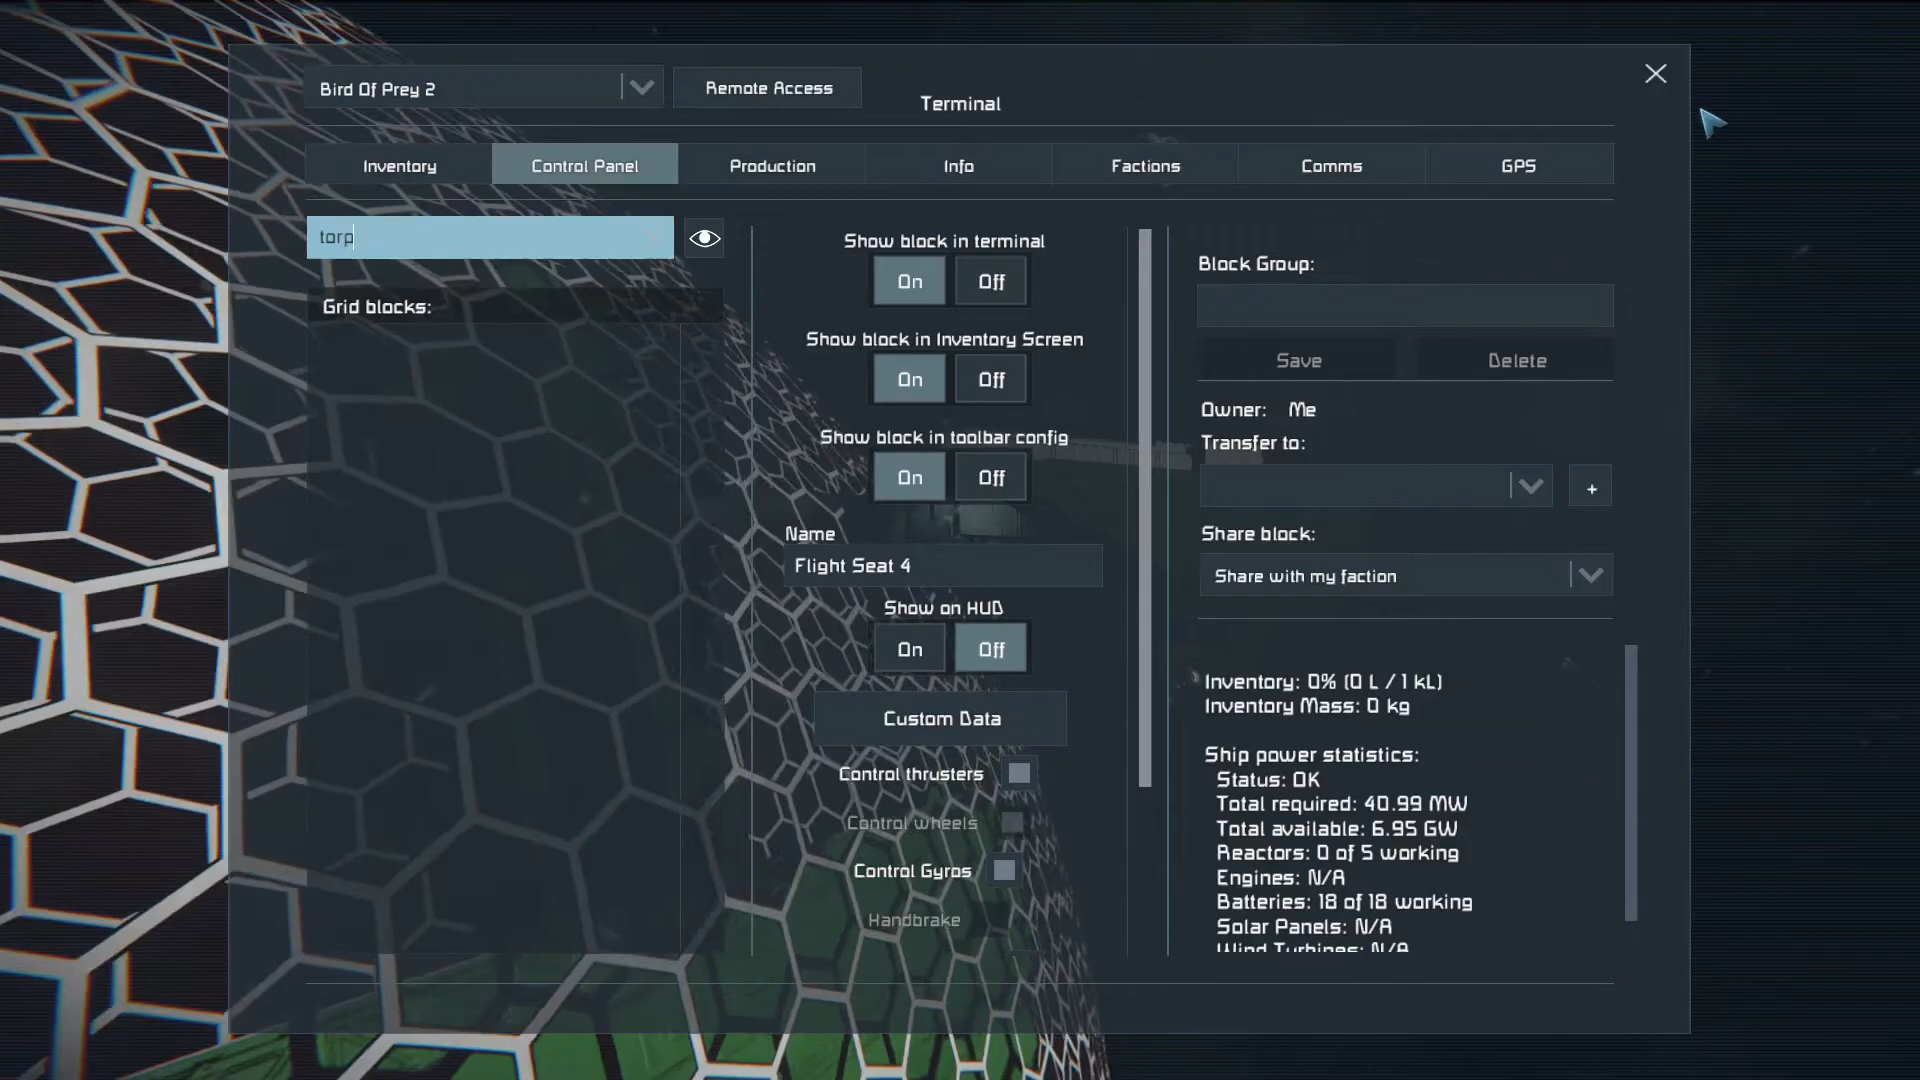 Bird Of Prey 2
Remote Access
Terminal
Inventory
Control Panel
Production
Info
Factions
Comms
GPS
torp
Grid blocks:
Show block in terminal
On Off
Show block in Inventory Screen
On Off
Show block in toolbar config
On Off
Name
Flight Seat 4
Show on HUD
On Off
Custom Data
Control thrusters
Control wheels
Control Gyros
Handbrake
Block Group:
Save Delete
Owner: Me
Transfer to:
+
Share block:
Share with my faction
Inventory: 0% (0 L / 1 kL)
Inventory Mass: 0 kg
Ship power statistics:
Status: OK
Total required: 40.99 MW
Total available: 6.95 GW
Reactors: 0 of 5 working
Engines: N/A
Batteries: 18 of 18 working
Solar Panels: N/A
Wind Turbines: N/A